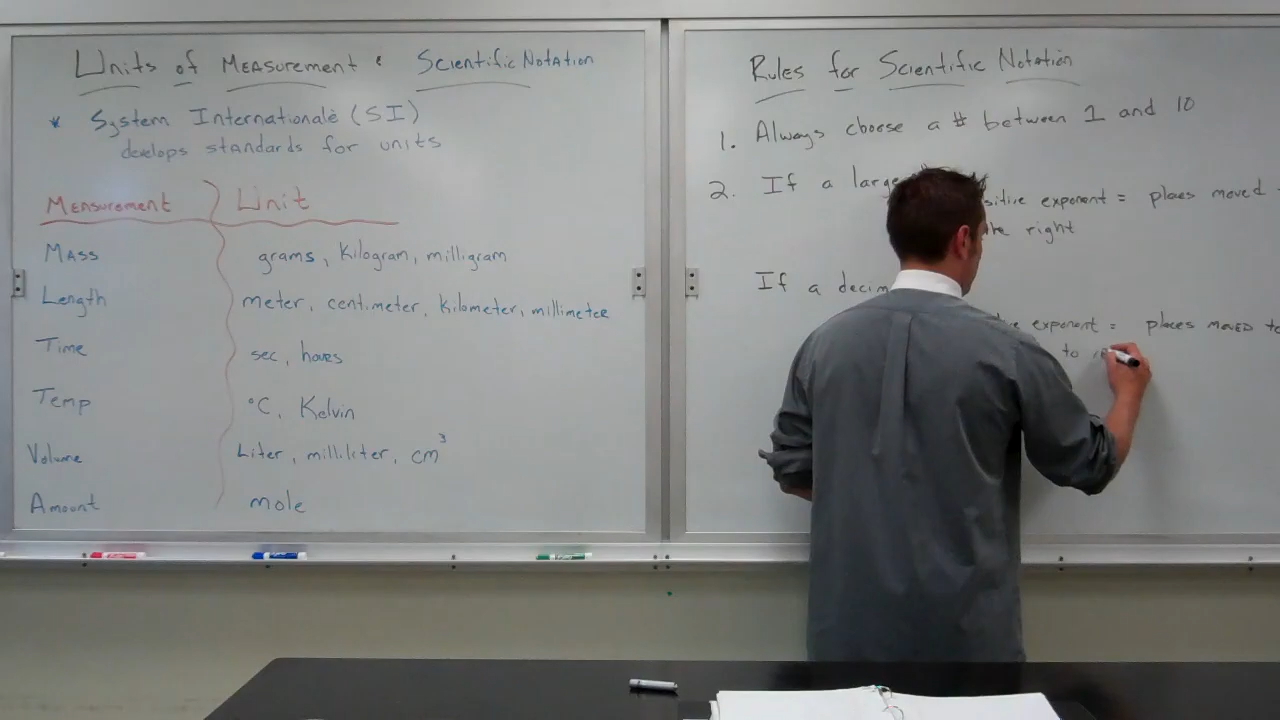 Units of Measurement & Scientific Notation
* System Internationalè (SI)
develops standards for units
Measurement Unit
Mass grams, Kilogram, milligram
Length meter, centimeter, Kilometer, millimeter
Time sec, hours
Temp °C, Kelvin
Volume Liter, milliliter, cm³
Amount mole
Rules for Scientific Notation
1. Always choose a # between 1 and 10
2. If a large
exponent = places moved
right
If a
exponent = places moved to
to